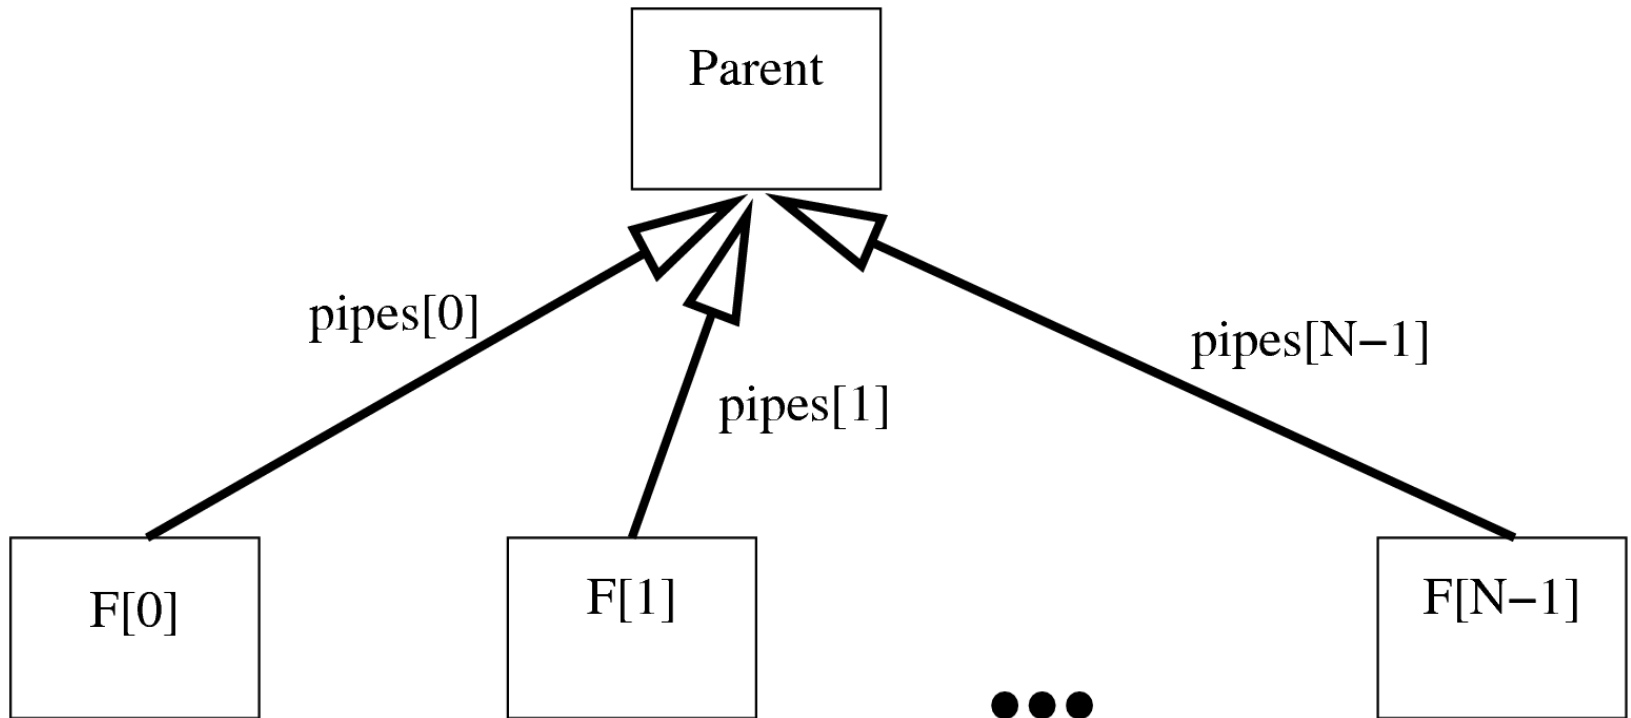 Parent
pipes[0]
pipes[N−1]
pipes[1]
F[0]
F[1]
F[N−1]